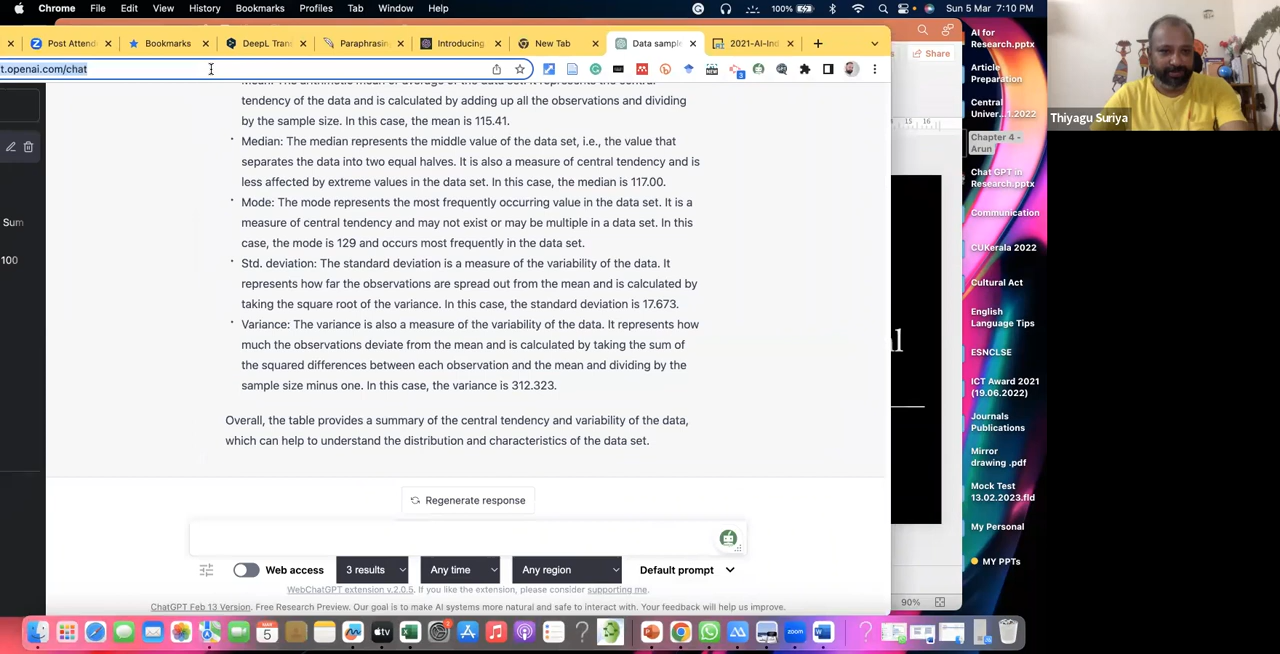 Chrome File Edit View History Bookmarks Profiles Tab Window Help 100% Sun 5 Mar 7:10 PM
Post Attend Bookmarks DeepL Tran Paraphrasin Introducing New Tab Data sampl 2021-AI-Ind
t.openai.com/chat
tendency of the data and is calculated by adding up all the observations and dividing
by the sample size. In this case, the mean is 115.41.
• Median: The median represents the middle value of the data set, i.e., the value that
separates the data into two equal halves. It is also a measure of central tendency and is
less affected by extreme values in the data set. In this case, the median is 117.00.
• Mode: The mode represents the most frequently occurring value in the data set. It is a
measure of central tendency and may not exist or may be multiple in a data set. In this
case, the mode is 129 and occurs most frequently in the data set.
• Std. deviation: The standard deviation is a measure of the variability of the data. It
represents how far the observations are spread out from the mean and is calculated by
taking the square root of the variance. In this case, the standard deviation is 17.673.
• Variance: The variance is also a measure of the variability of the data. It represents how
much the observations deviate from the mean and is calculated by taking the sum of
the squared differences between each observation and the mean and dividing by the
sample size minus one. In this case, the variance is 312.323.
Overall, the table provides a summary of the central tendency and variability of the data,
which can help to understand the distribution and characteristics of the data set.
Sum
100
Regenerate response
Web access 3 results Any time Any region Default prompt
WebChatGPT extension v.2.0.5. If you like the extension, please consider supporting me.
ChatGPT Feb 13 Version. Free Research Preview. Our goal is to make AI systems more natural and safe to interact with. Your feedback will help us improve.
Share
15 16
90%
AI for
Research.pptx
Article
Preparation
Central
Univer...1.2022
Chapter 4 -
Arun
Chat GPT in
Research.pptx
Communication
CUKerala 2022
Cultural Act
English
Language Tips
ESNCLSE
ICT Award 2021
(19.06.2022)
Journals
Publications
Mirror
drawing .pdf
Mock Test
13.02.2023.fld
My Personal
MY PPTs
Thiyagu Suriya
MAR
5
tv
zoom